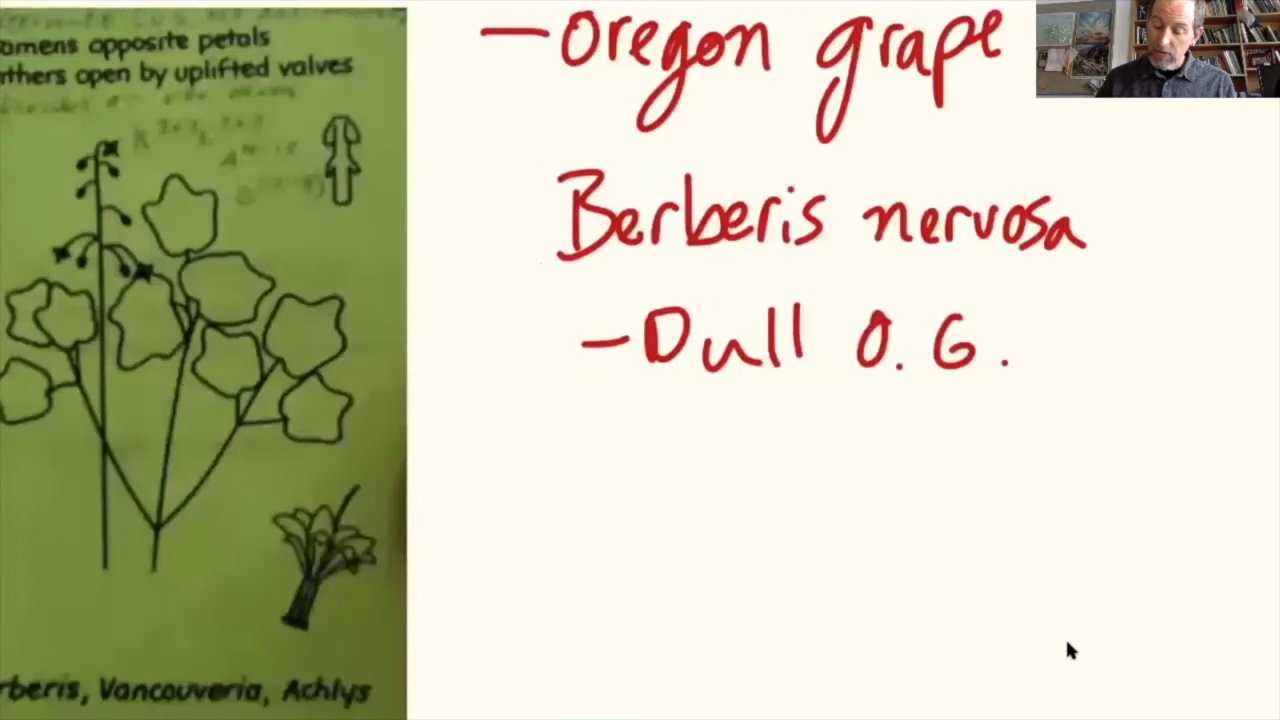 amens opposite petals
thers open by uplifted valves
rberis, Vancouveria, Achlys
- Oregon grape
Berberis nervosa
- Dull O.G.